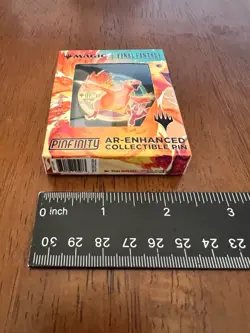 MAGIC FINAL FANTASY
PINFINITY
AR-ENHANCED
COLLECTIBLE PIN
0 inch 1 2 3
30 29 28 27 26 25 24 23